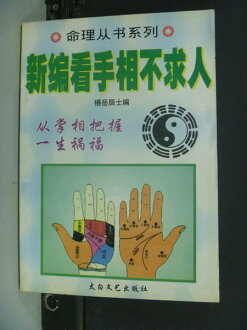 命理丛书系列
新编看手相不求人
楊岳居士編
从掌相把握
一生祸福
太白文艺出版社